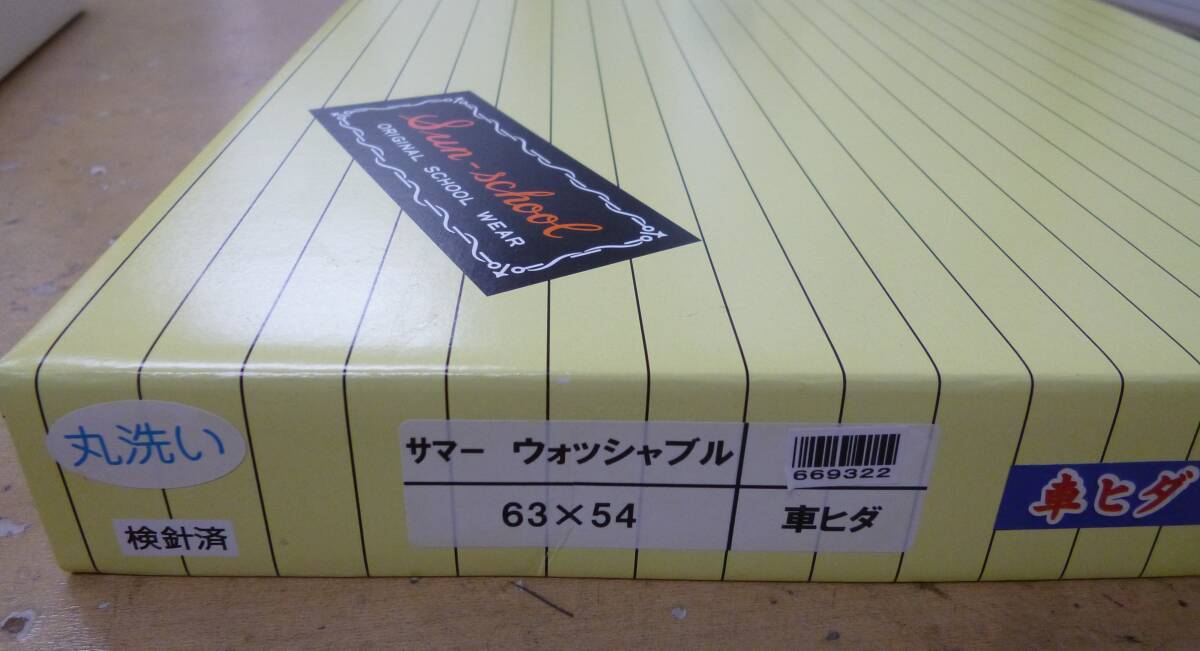 Sun-school
ORIGINAL SCHOOL WEAR
丸洗い
検針済
サマー ウォッシャブル
669322
63×54
車ヒダ
車ヒダ